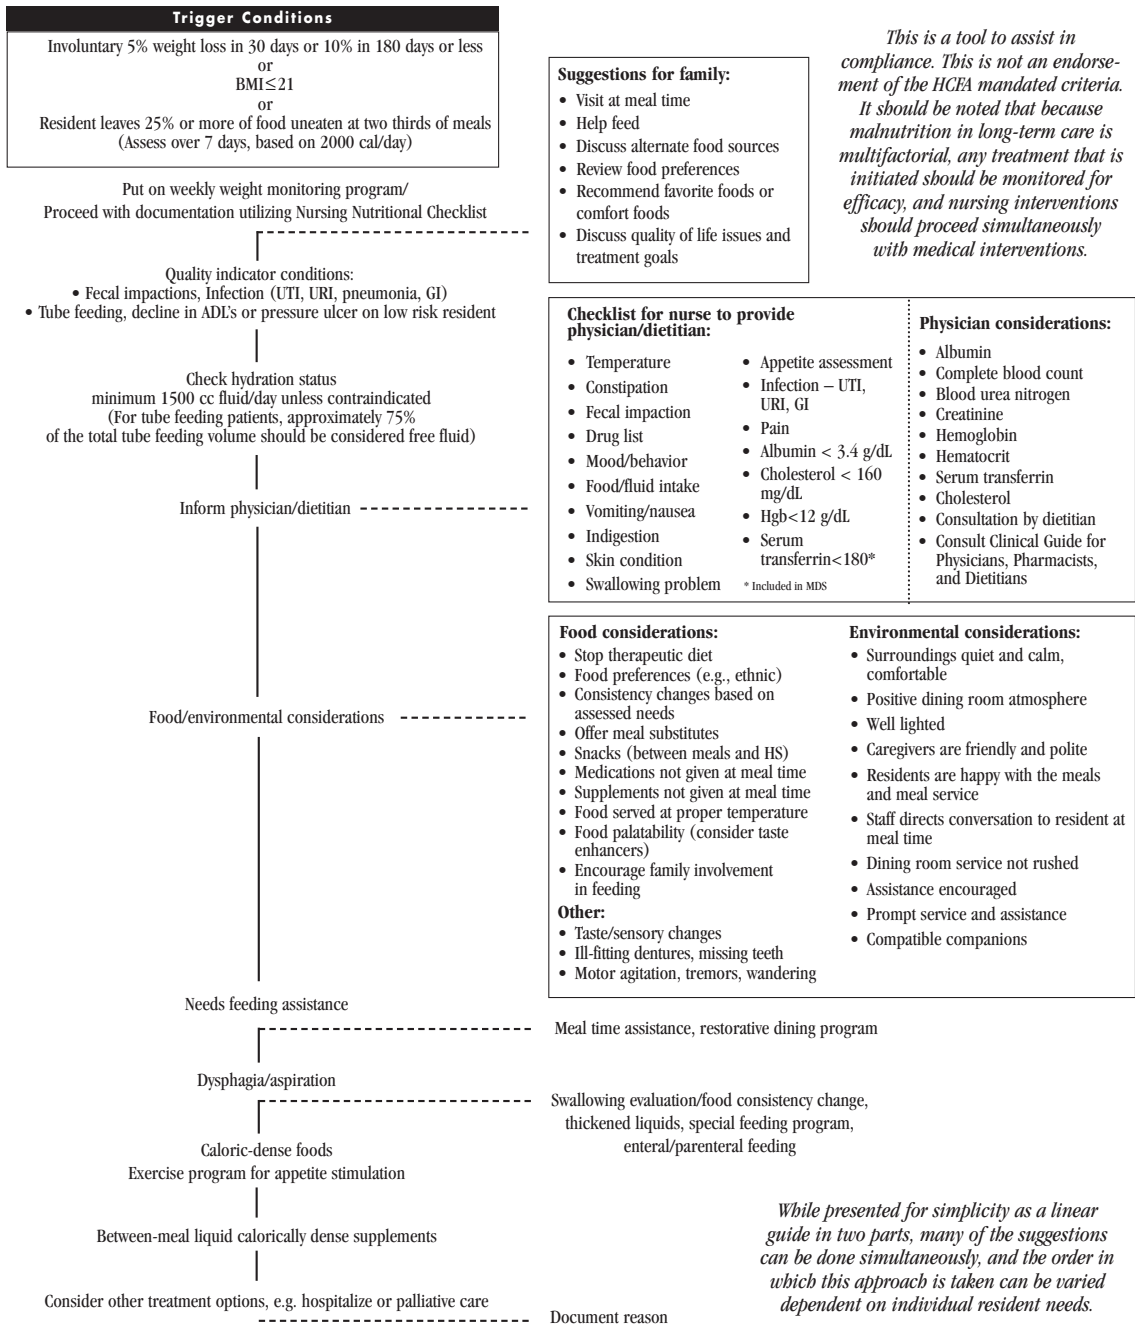 Trigger Conditions
Involuntary 5% weight loss in 30 days or 10% in 180 days or less
or
BMI≤21
or
Resident leaves 25% or more of food uneaten at two thirds of meals
(Assess over 7 days, based on 2000 cal/day)
Put on weekly weight monitoring program/
Proceed with documentation utilizing Nursing Nutritional Checklist
Suggestions for family:
• Visit at meal time
• Help feed
• Discuss alternate food sources
• Review food preferences
• Recommend favorite foods or
comfort foods
• Discuss quality of life issues and
treatment goals
This is a tool to assist in
compliance. This is not an endorse-
ment of the HCFA mandated criteria.
It should be noted that because
malnutrition in long-term care is
multifactorial, any treatment that is
initiated should be monitored for
efficacy, and nursing interventions
should proceed simultaneously
with medical interventions.
Quality indicator conditions:
• Fecal impactions, Infection (UTI, URI, pneumonia, GI)
• Tube feeding, decline in ADL's or pressure ulcer on low risk resident
Check hydration status
minimum 1500 cc fluid/day unless contraindicated
(For tube feeding patients, approximately 75%
of the total tube feeding volume should be considered free fluid)
Inform physician/dietitian
Checklist for nurse to provide
physician/dietitian:
• Temperature
• Constipation
• Fecal impaction
• Drug list
• Mood/behavior
• Food/fluid intake
• Vomiting/nausea
• Indigestion
• Skin condition
• Swallowing problem
• Appetite assessment
• Infection – UTI,
URI, GI
• Pain
• Albumin < 3.4 g/dL
• Cholesterol < 160
mg/dL
• Hgb<12 g/dL
• Serum
transferrin<180*
* Included in MDS
Physician considerations:
• Albumin
• Complete blood count
• Blood urea nitrogen
• Creatinine
• Hemoglobin
• Hematocrit
• Serum transferrin
• Cholesterol
• Consultation by dietitian
• Consult Clinical Guide for
Physicians, Pharmacists,
and Dietitians
Food/environmental considerations
Food considerations:
• Stop therapeutic diet
• Food preferences (e.g., ethnic)
• Consistency changes based on
assessed needs
• Offer meal substitutes
• Snacks (between meals and HS)
• Medications not given at meal time
• Supplements not given at meal time
• Food served at proper temperature
• Food palatability (consider taste
enhancers)
• Encourage family involvement
in feeding
Other:
• Taste/sensory changes
• Ill-fitting dentures, missing teeth
• Motor agitation, tremors, wandering
Environmental considerations:
• Surroundings quiet and calm,
comfortable
• Positive dining room atmosphere
• Well lighted
• Caregivers are friendly and polite
• Residents are happy with the meals
and meal service
• Staff directs conversation to resident at
meal time
• Dining room service not rushed
• Assistance encouraged
• Prompt service and assistance
• Compatible companions
Needs feeding assistance
Meal time assistance, restorative dining program
Dysphagia/aspiration
Swallowing evaluation/food consistency change,
thickened liquids, special feeding program,
enteral/parenteral feeding
Caloric-dense foods
Exercise program for appetite stimulation
Between-meal liquid calorically dense supplements
Consider other treatment options, e.g. hospitalize or palliative care
Document reason
While presented for simplicity as a linear
guide in two parts, many of the suggestions
can be done simultaneously, and the order in
which this approach is taken can be varied
dependent on individual resident needs.